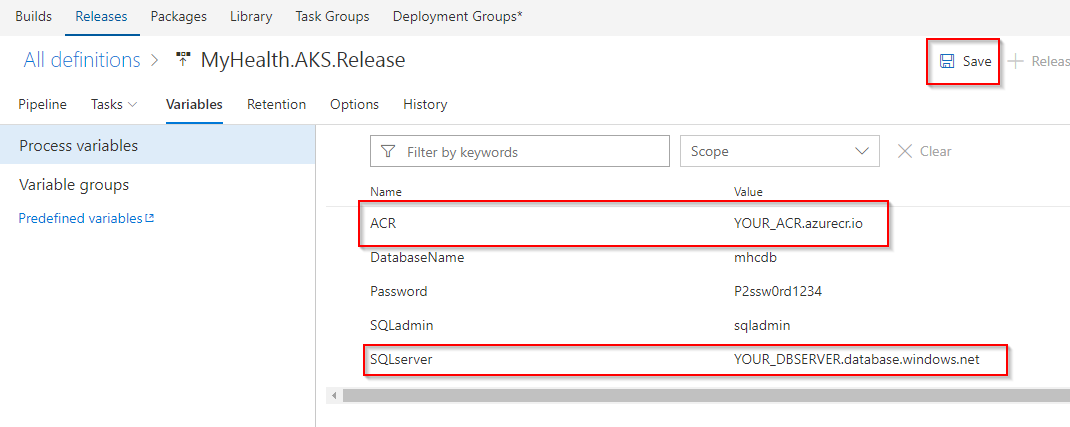 Builds Releases Packages Library Task Groups Deployment Groups*
All definitions > MyHealth.AKS.Release Save + Releas
Pipeline Tasks Variables Retention Options History
Process variables
Variable groups
Predefined variables
Filter by keywords Scope Clear
Name Value
ACR YOUR_ACR.azurecr.io
DatabaseName mhcdb
Password P2ssw0rd1234
SQLadmin sqladmin
SQLserver YOUR_DBSERVER.database.windows.net